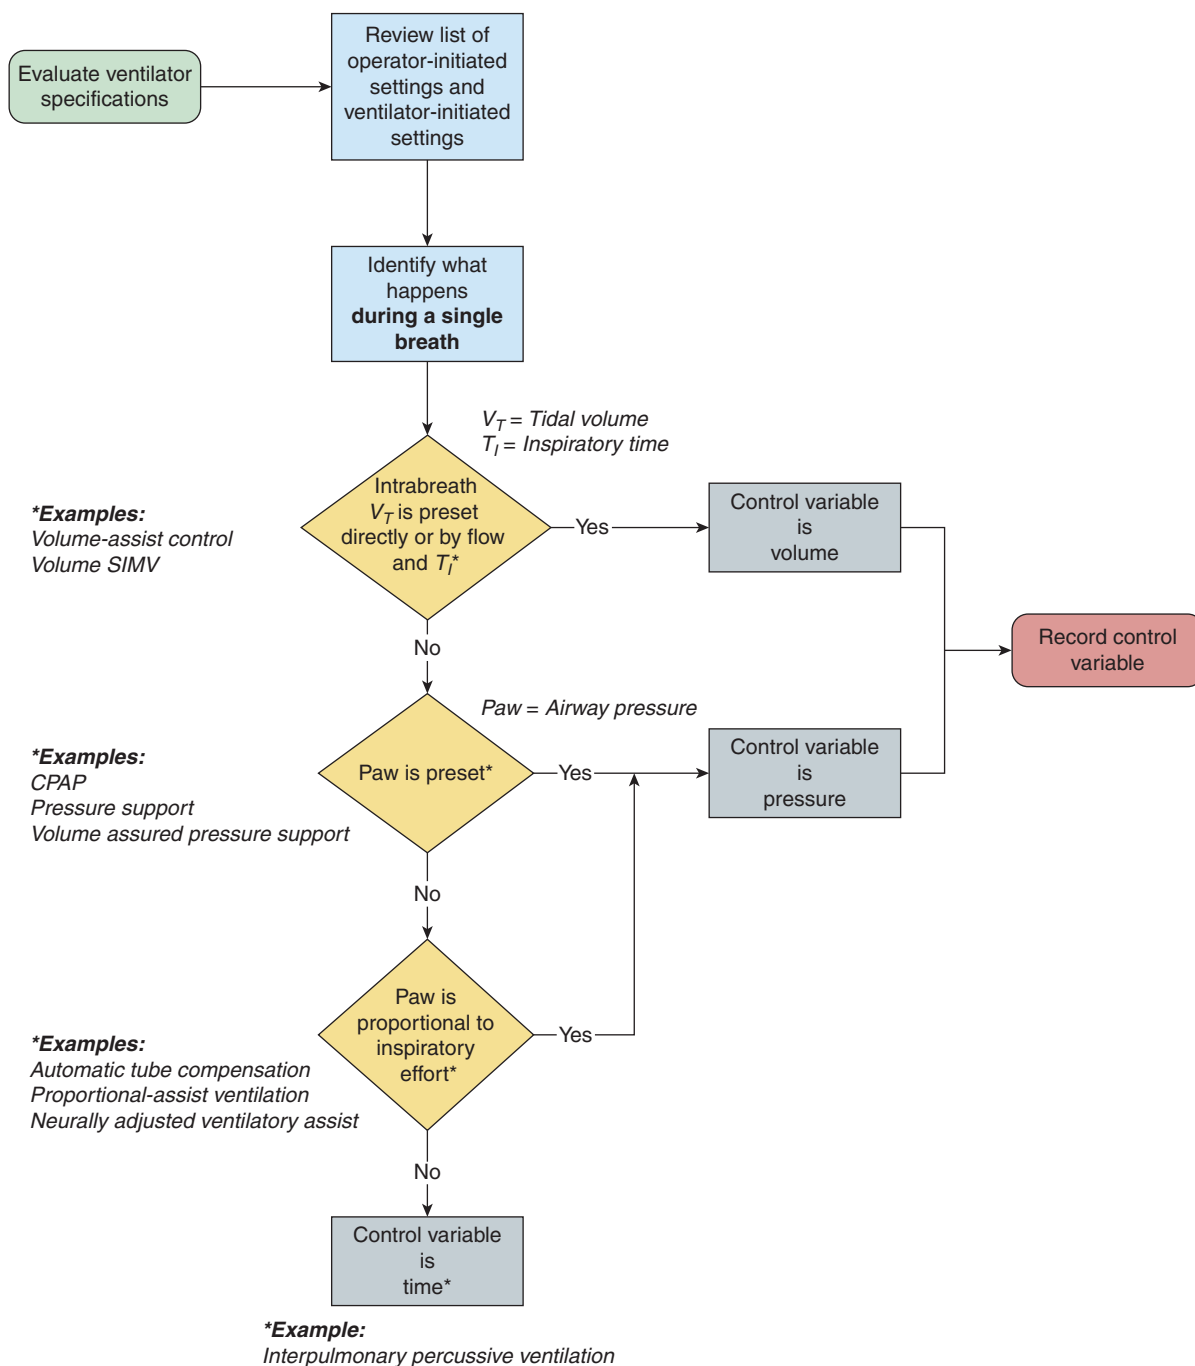 Evaluate ventilator
specifications
Review list of
operator-initiated
settings and
ventilator-initiated
settings
Identify what
happens
during a single
breath
V_T = Tidal volume
T_I = Inspiratory time
Intrabreath
V_T is preset
directly or by flow
and T_I*
Yes
Control variable
is
volume
*Examples:
Volume-assist control
Volume SIMV
No
Record control
variable
Paw = Airway pressure
Paw is preset*
Yes
Control variable
is
pressure
*Examples:
CPAP
Pressure support
Volume assured pressure support
No
Paw is
proportional to
inspiratory
effort*
Yes
*Examples:
Automatic tube compensation
Proportional-assist ventilation
Neurally adjusted ventilatory assist
No
Control variable
is
time*
*Example:
Interpulmonary percussive ventilation